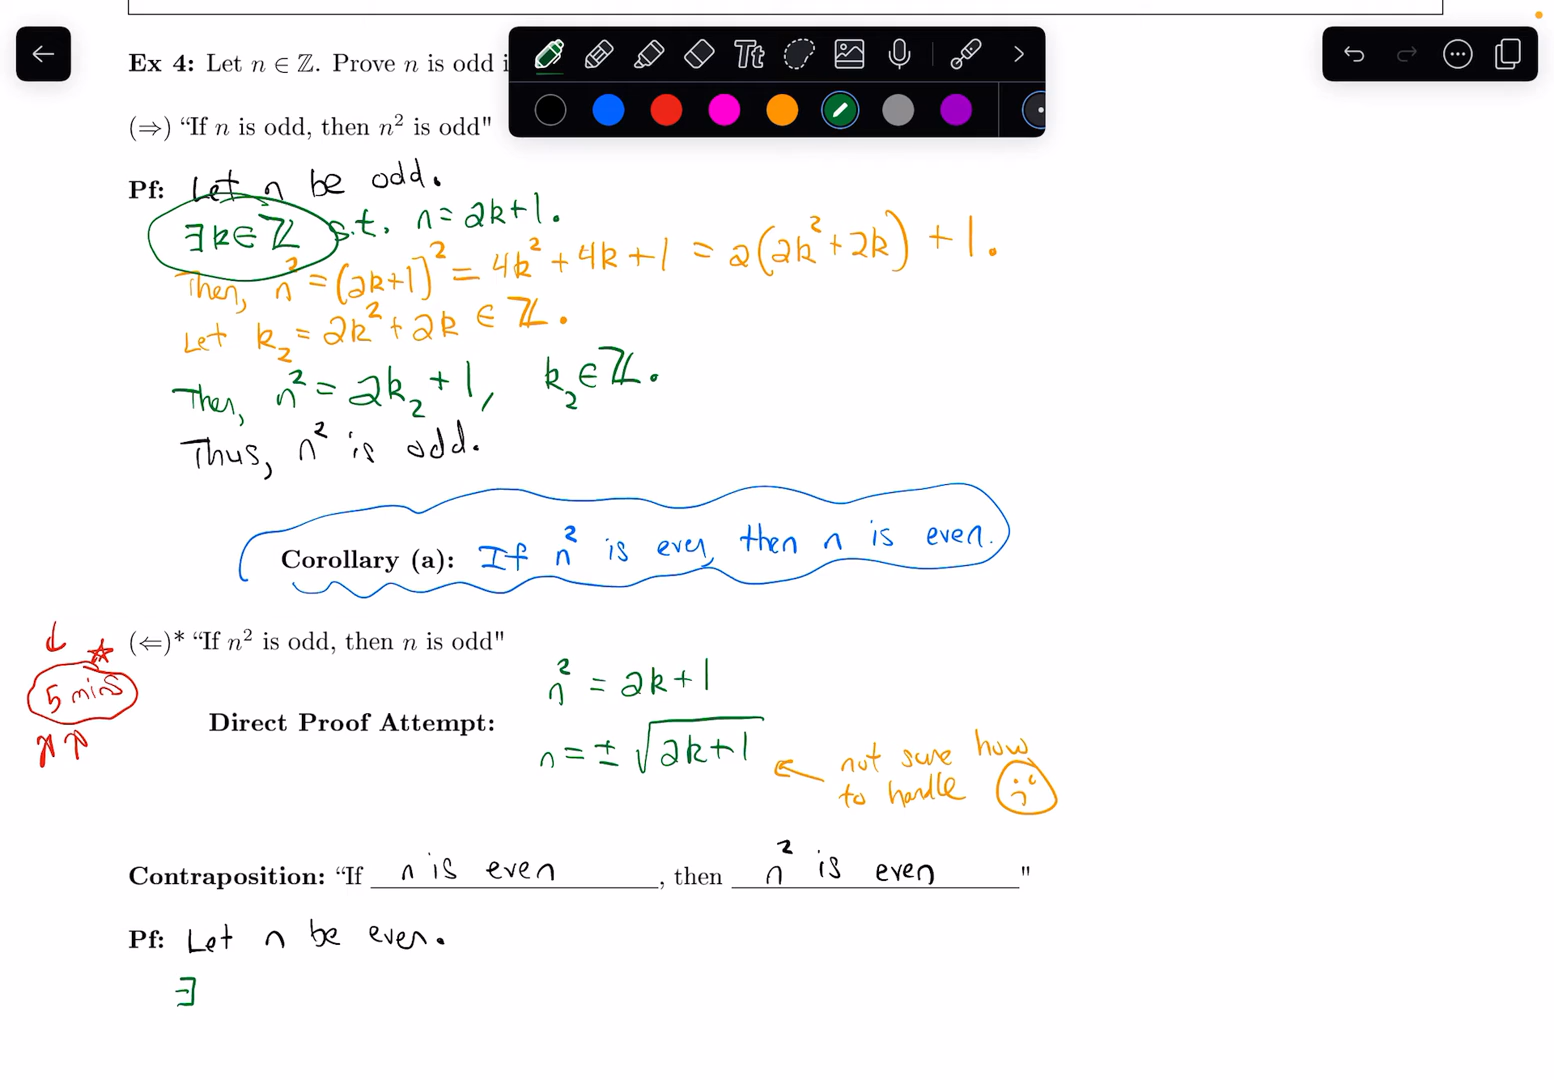 Ex 4: Let n ∈ ℤ. Prove n is odd i
Tt
(⇒) “If n is odd, then n² is odd"
Pf: Let n be odd.
∃k∈ℤ s.t. n=2k+1.
Then, n² = (2k+1)² = 4k² + 4k + 1 = 2(2k² + 2k) + 1.
Let k₂ = 2k² + 2k ∈ ℤ.
Then, n² = 2k₂ + 1, k₂ ∈ ℤ.
Thus, n² is odd.
Corollary (a): If n² is even, then n is even.
(⇐)* “If n² is odd, then n is odd"
5 mins
n² = 2k+1
Direct Proof Attempt:
n = ± √2k+1
not sure how
to handle
Contraposition: “If n is even, then n² is even"
Pf: Let n be even.
∃